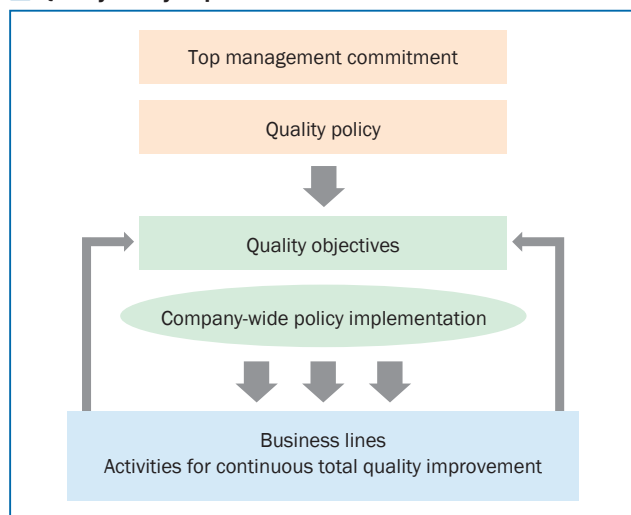 Top management commitment
Quality policy
Quality objectives
Company-wide policy implementation
Business lines
Activities for continuous total quality improvement